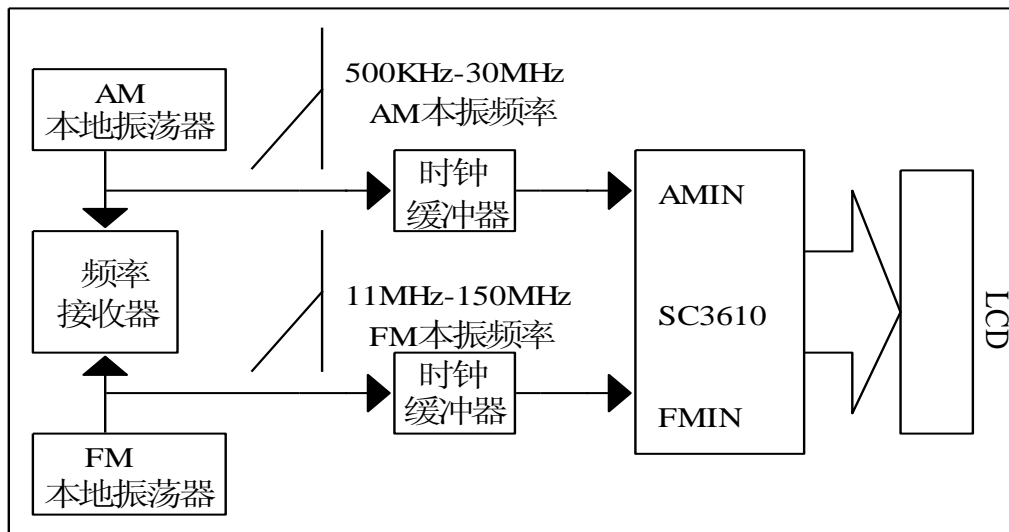 AM
本地振荡器
500KHz-30MHz
AM本振频率
时钟
缓冲器
AMIN
频率
接收器
11MHz-150MHz
FM本振频率
SC3610
LCD
时钟
缓冲器
FMIN
FM
本地振荡器